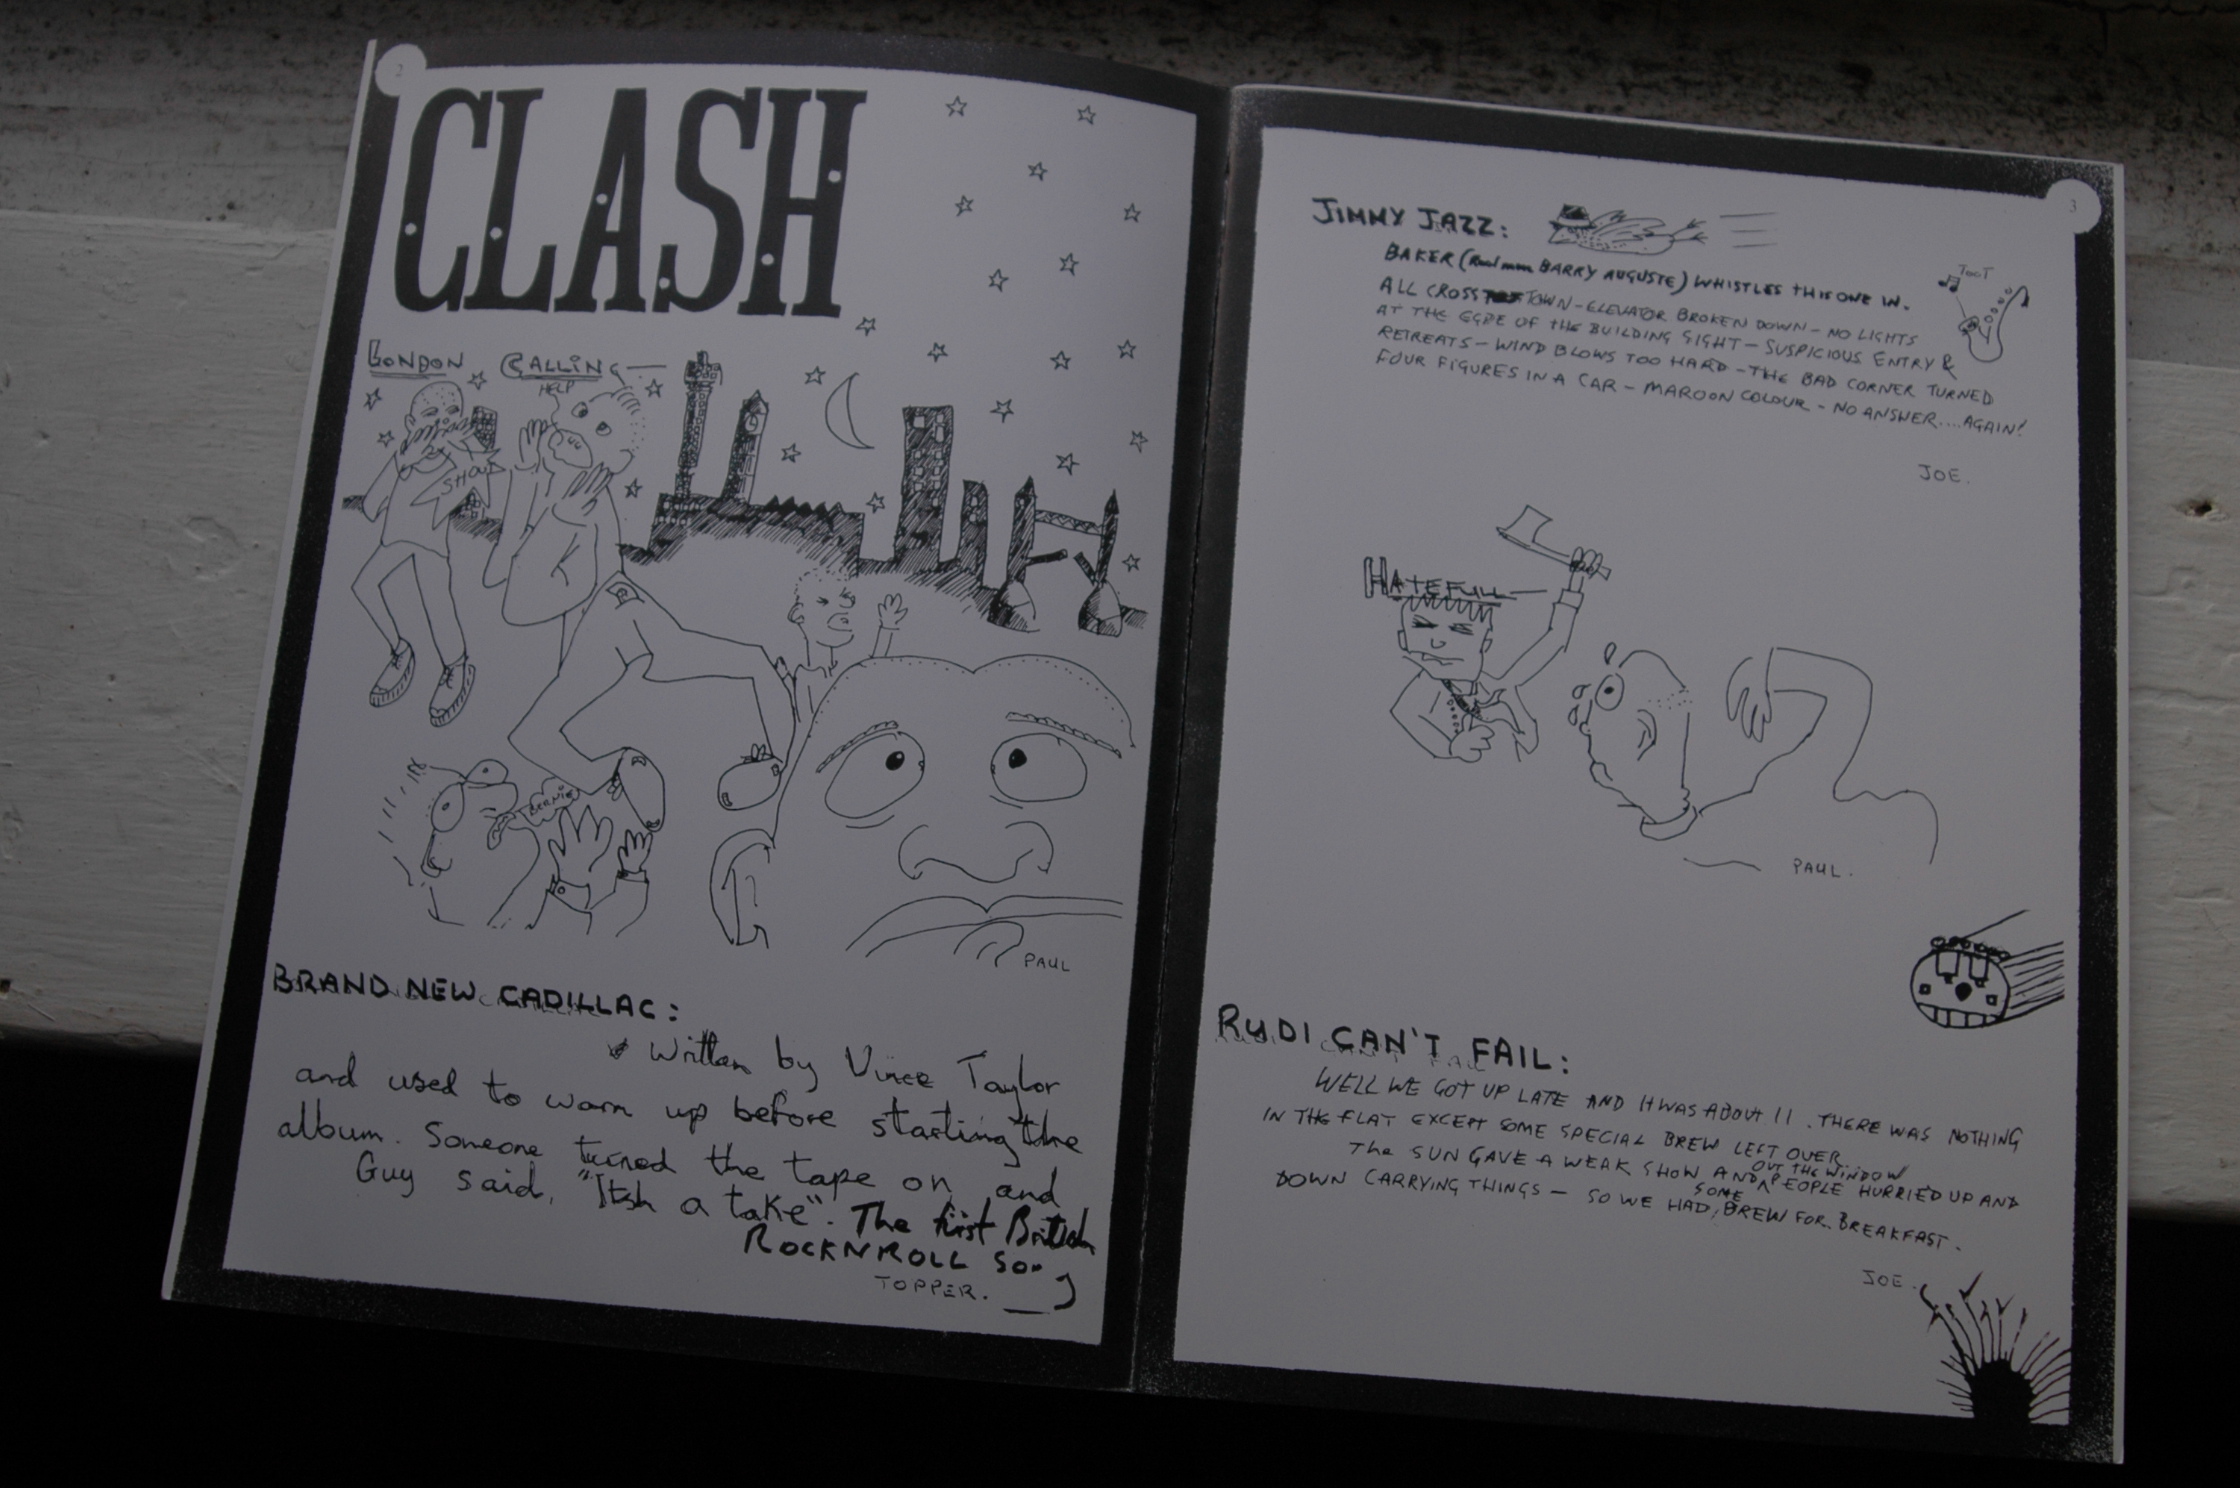 2
CLASH
LONDON CALLING —
HELP
SHOUT
BERNIE
PAUL
BRAND NEW CADILLAC:
Written by Vince Taylor
and used to warm up before starting the
album. Someone turned the tape on, and
Guy said, "Itsh a take". The first British
ROCKNROLL song
TOPPER.
3
JIMMY JAZZ:
BAKER (Real name BARRY AUGUSTE) WHISTLES THIS ONE IN.
TOOT
ALL CROSS TOWN – ELEVATOR BROKEN DOWN – NO LIGHTS
AT THE EGDE OF THE BUILDING SIGHT – SUSPICIOUS ENTRY &
RETREATS – WIND BLOWS TOO HARD – THE BAD CORNER TURNED
FOUR FIGURES IN A CAR – MAROON COLOUR – NO ANSWER....AGAIN!
JOE.
HATEFULL —
PAUL.
RUDI CAN'T FAIL:
WELL WE GOT UP LATE AND IT WAS ABOUT 11. THERE WAS NOTHING
IN THE FLAT EXCEPT SOME SPECIAL BREW LEFT OVER.
The SUN GAVE A WEAK SHOW AND OUT THE WINDOW PEOPLE HURRIED UP AND
DOWN CARRYING THINGS – SO WE HAD SOME BREW FOR BREAKFAST.
JOE.